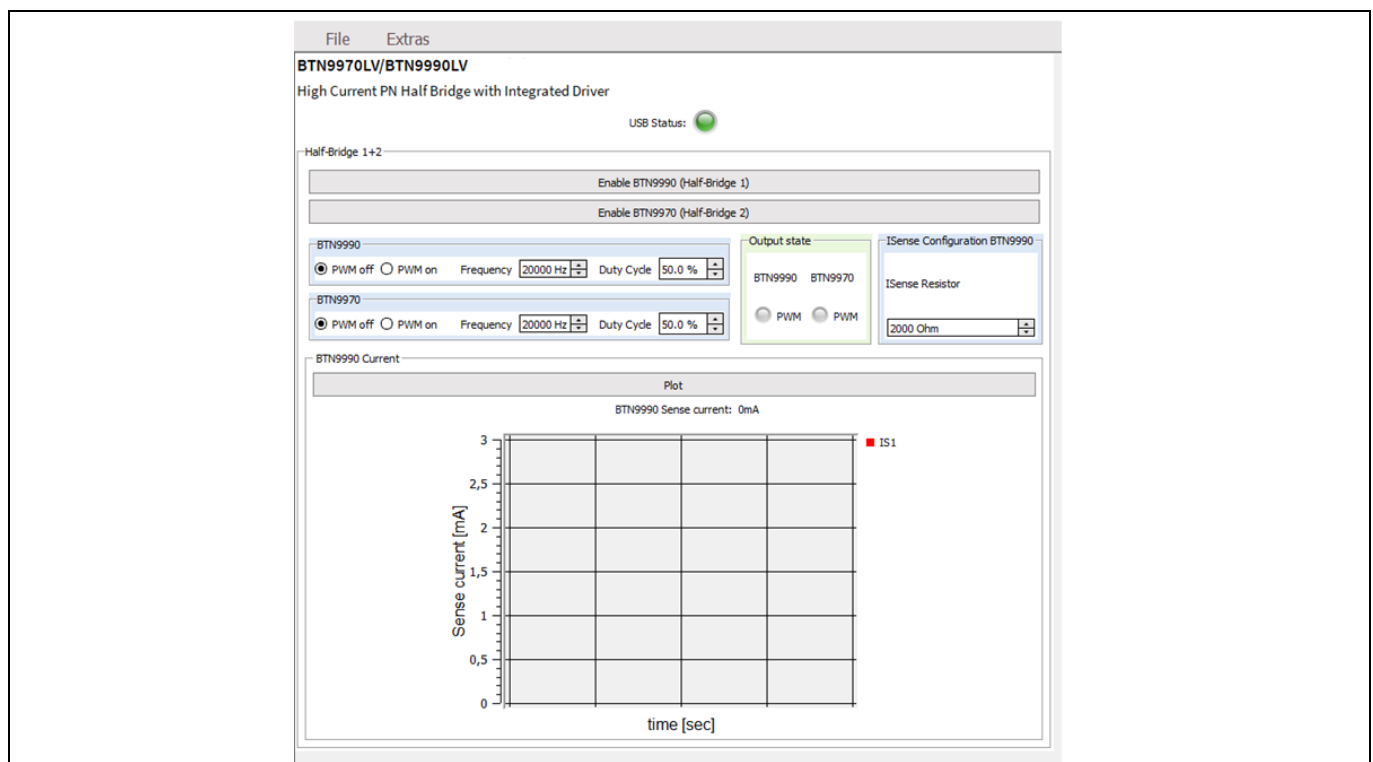 File Extras
BTN9970LV/BTN9990LV
High Current PN Half Bridge with Integrated Driver
USB Status:
Half-Bridge 1+2
Enable BTN9990 (Half-Bridge 1)
Enable BTN9970 (Half-Bridge 2)
BTN9990
PWM off PWM on Frequency 20000 Hz Duty Cycle 50.0 %
BTN9970
PWM off PWM on Frequency 20000 Hz Duty Cycle 50.0 %
Output state
BTN9990 BTN9970
PWM PWM
ISense Configuration BTN9990
ISense Resistor
2000 Ohm
BTN9990 Current
Plot
BTN9990 Sense current: 0mA
Sense current [mA]
3
2,5
2
1,5
1
0,5
0
time [sec]
IS1